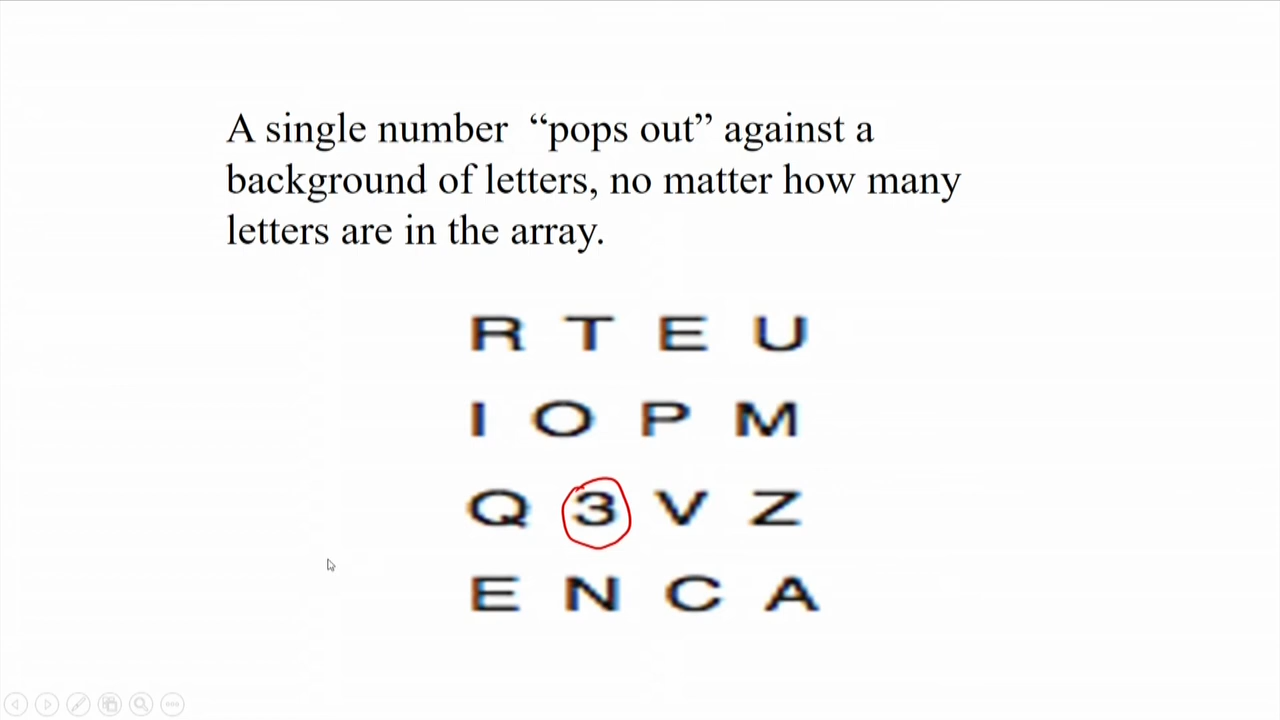 A single number “pops out” against a
background of letters, no matter how many
letters are in the array.
R T E U
I O P M
Q 3 V Z
E N C A